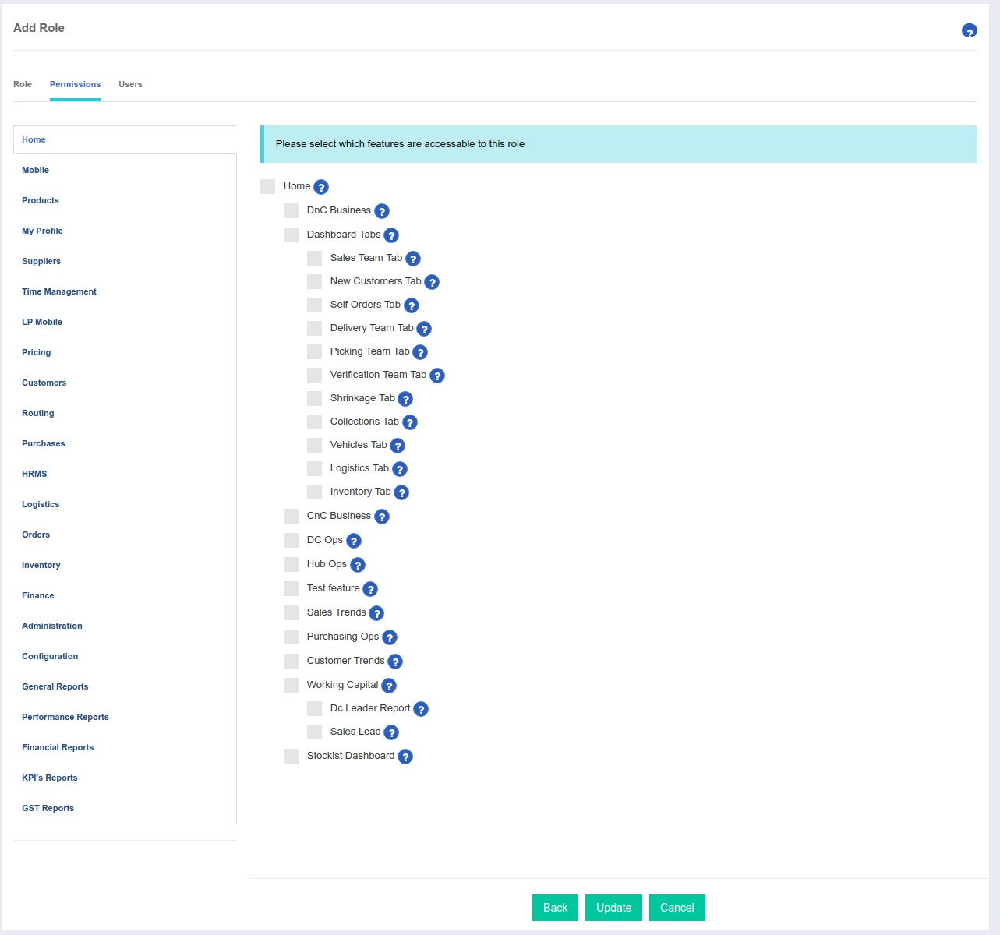 Add Role
Role Permissions Users
Home
Mobile
Products
My Profile
Suppliers
Time Management
LP Mobile
Pricing
Customers
Routing
Purchases
HRMS
Logistics
Orders
Inventory
Finance
Administration
Configuration
General Reports
Performance Reports
Financial Reports
KPI's Reports
GST Reports
Please select which features are accessable to this role
Home ?
DnC Business ?
Dashboard Tabs ?
Sales Team Tab ?
New Customers Tab ?
Self Orders Tab ?
Delivery Team Tab ?
Picking Team Tab ?
Verification Team Tab ?
Shrinkage Tab ?
Collections Tab ?
Vehicles Tab ?
Logistics Tab ?
Inventory Tab ?
CnC Business ?
DC Ops ?
Hub Ops ?
Test feature ?
Sales Trends ?
Purchasing Ops ?
Customer Trends ?
Working Capital ?
Dc Leader Report ?
Sales Lead ?
Stockist Dashboard ?
Back Update Cancel